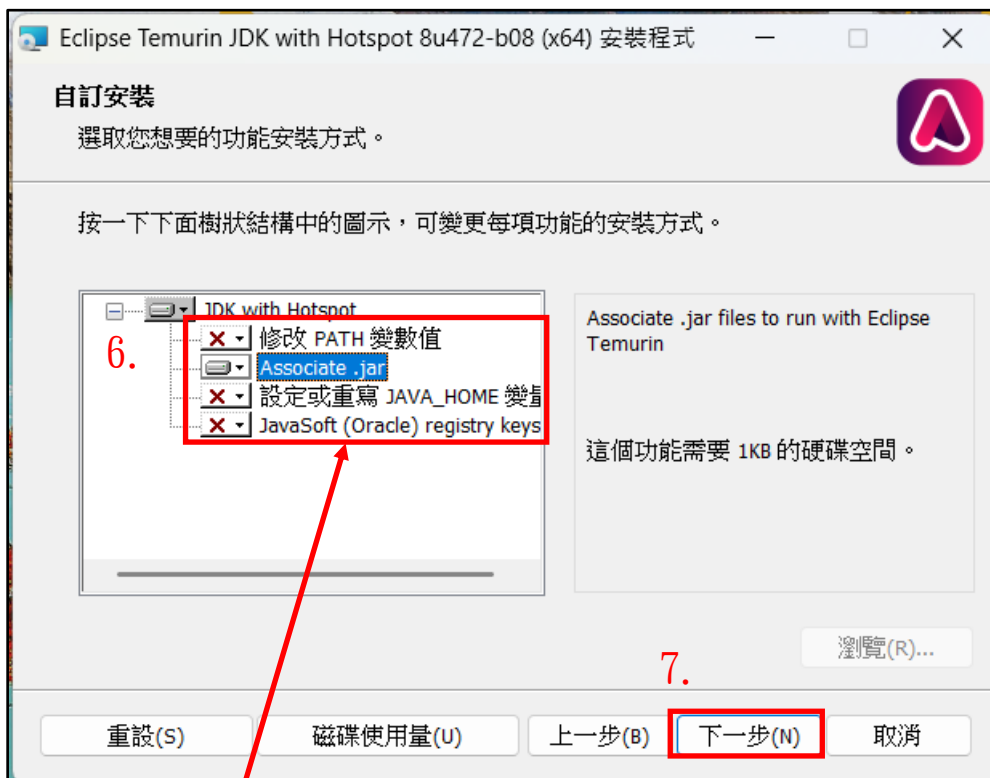 Eclipse Temurin JDK with Hotspot 8u472-b08 (x64) 安裝程式
自訂安裝
選取您想要的功能安裝方式。
按一下下面樹狀結構中的圖示，可變更每項功能的安裝方式。
JDK with Hotspot
6.
修改 PATH 變數值
Associate .jar
設定或重寫 JAVA_HOME 變
JavaSoft (Oracle) registry keys
Associate .jar files to run with Eclipse
Temurin
這個功能需要 1KB 的硬碟空間。
瀏覽(R)...
7.
重設(S)
磁碟使用量(U)
上一步(B)
下一步(N)
取消